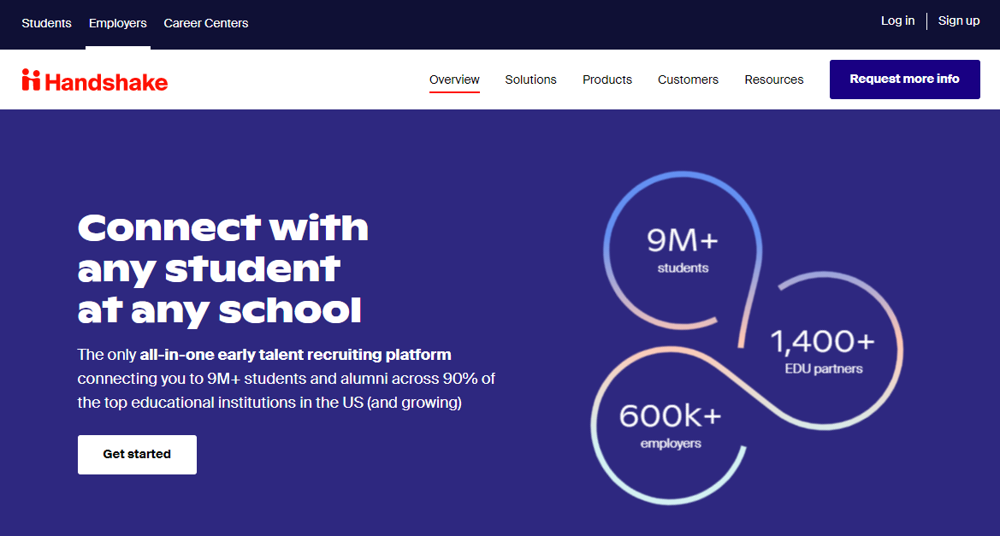 Students Employers Career Centers Log in Sign up
Handshake Overview Solutions Products Customers Resources Request more info
Connect with
any student
at any school
The only all-in-one early talent recruiting platform
connecting you to 9M+ students and alumni across 90% of
the top educational institutions in the US (and growing)
Get started
9M+
students
1,400+
EDU partners
600k+
employers